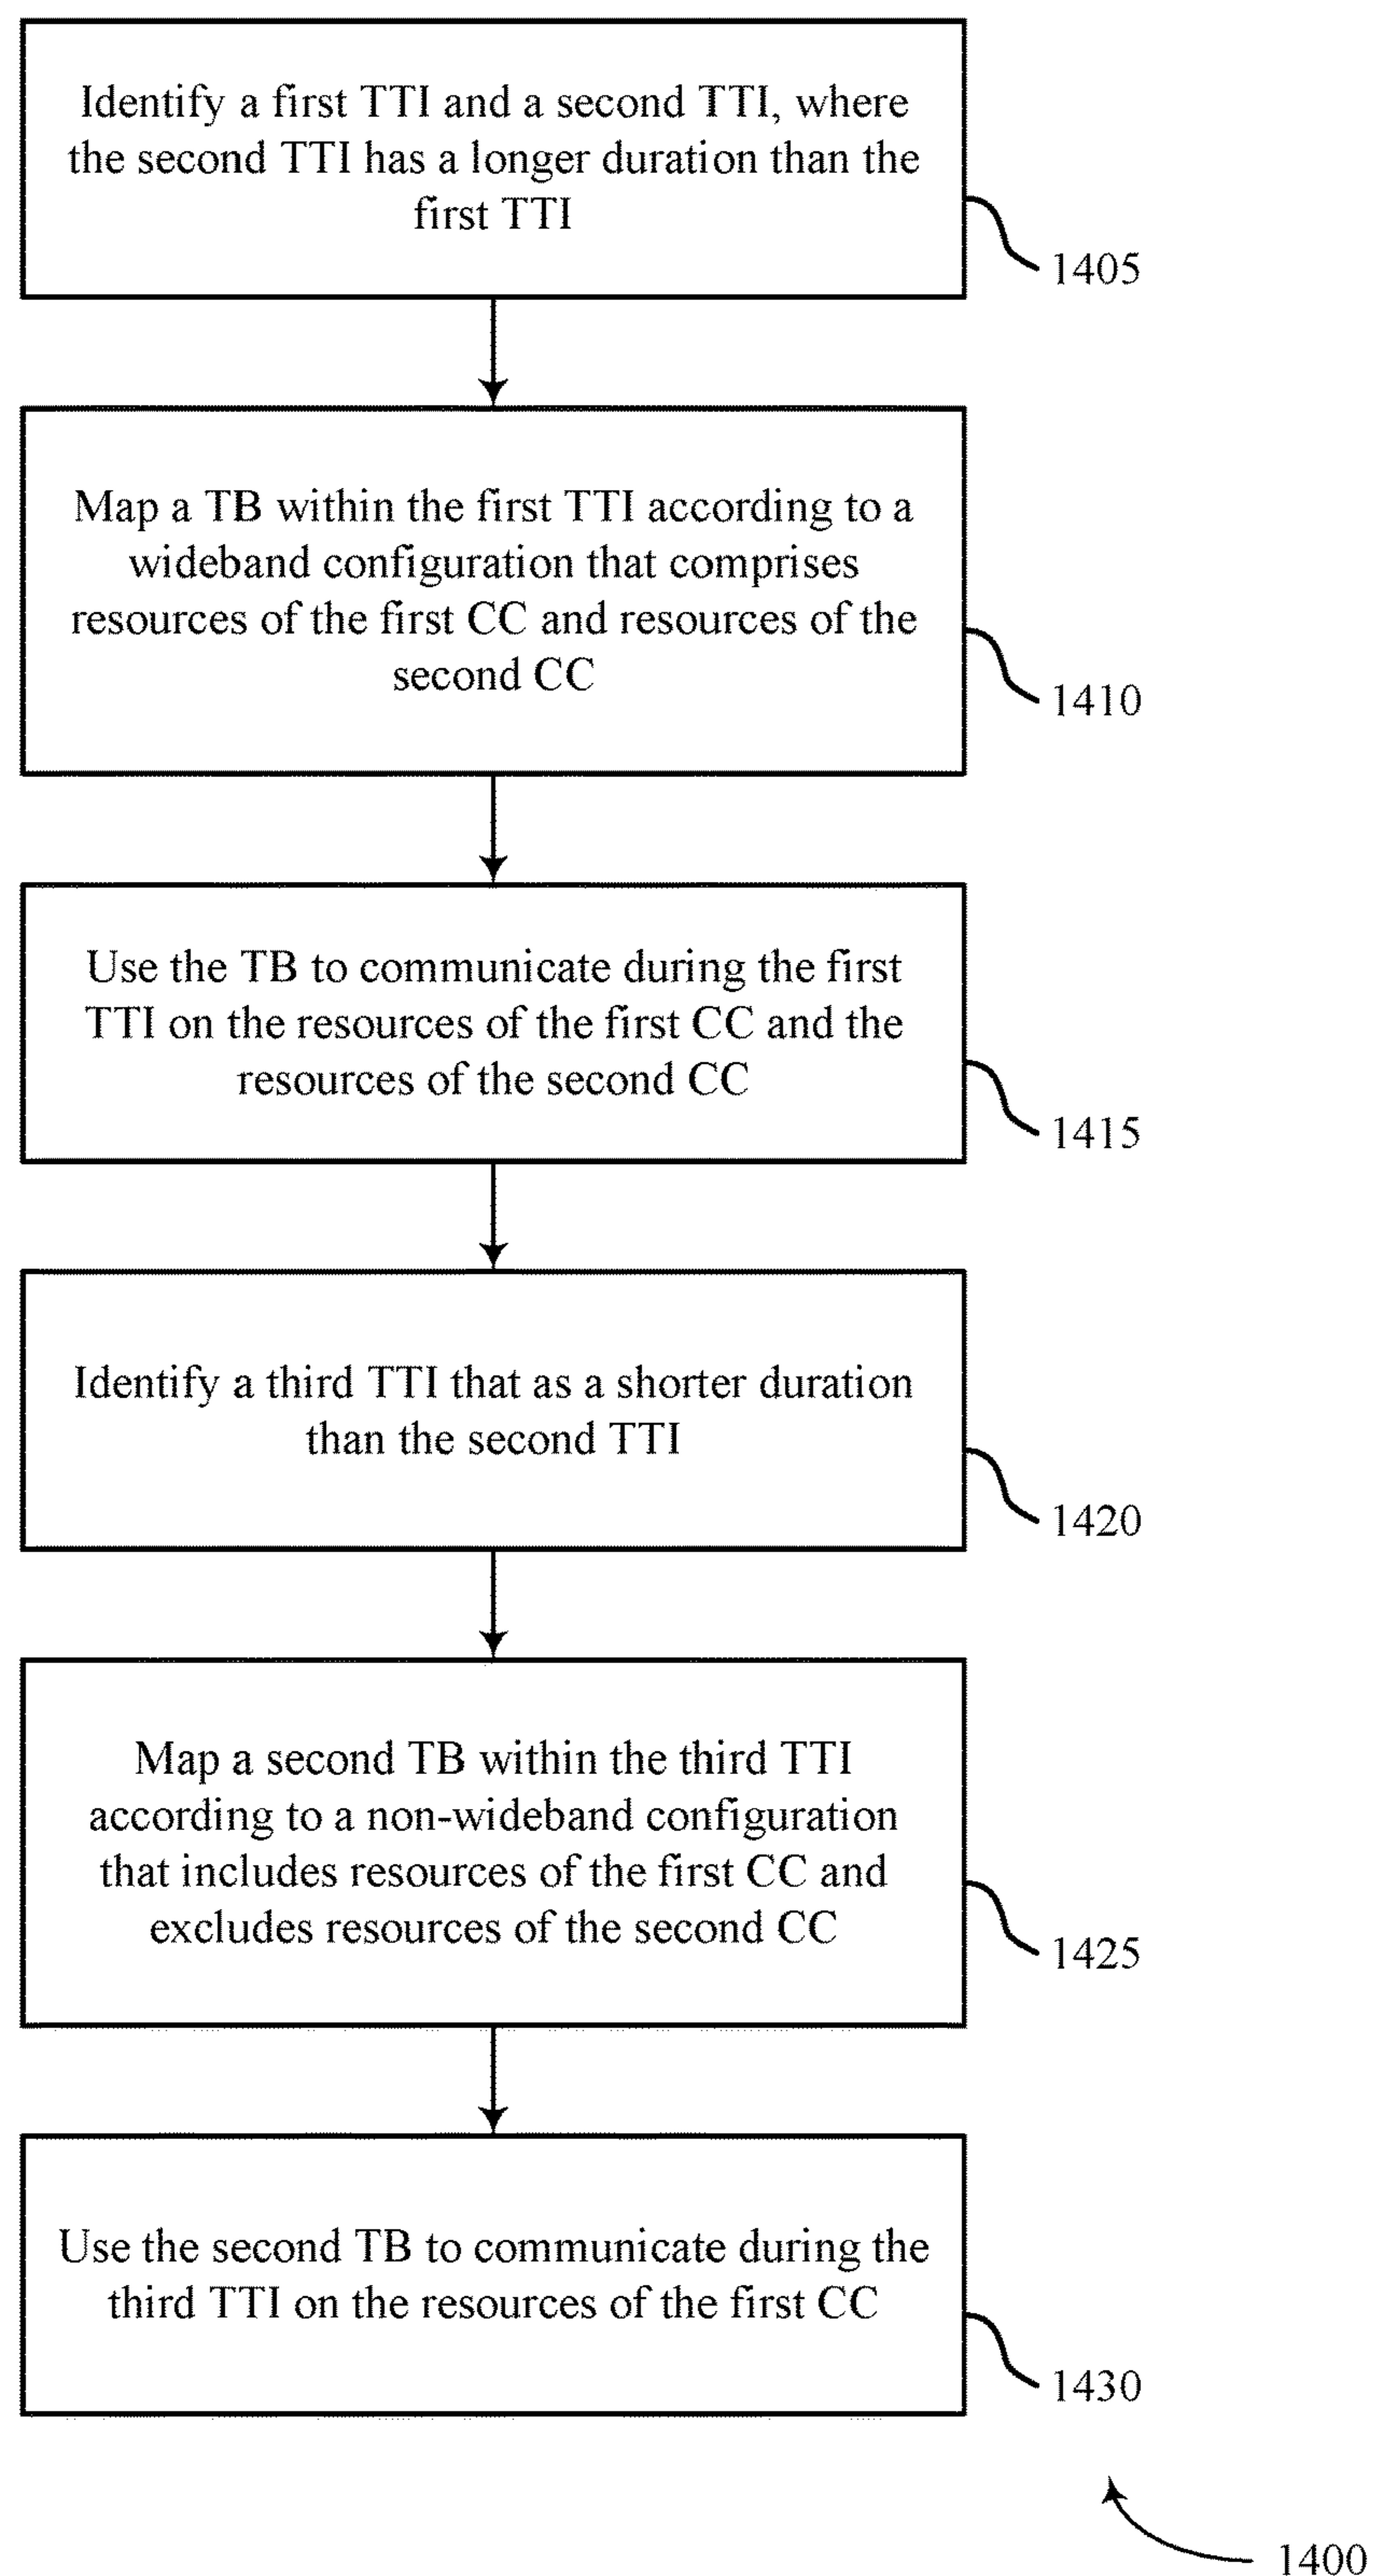 Identify a first TTI and a second TTI, where
the second TTI has a longer duration than the
first TTI
1405
Map a TB within the first TTI according to a
wideband configuration that comprises
resources of the first CC and resources of the
second CC
1410
Use the TB to communicate during the first
TTI on the resources of the first CC and the
resources of the second CC
1415
Identify a third TTI that as a shorter duration
than the second TTI
1420
Map a second TB within the third TTI
according to a non-wideband configuration
that includes resources of the first CC and
excludes resources of the second CC
1425
Use the second TB to communicate during the
third TTI on the resources of the first CC
1430
1400